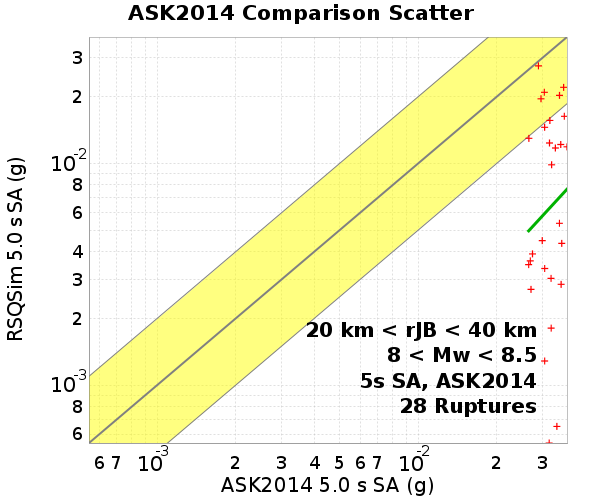 ASK2014 Comparison Scatter
RSQSim 5.0 s SA (g)
3
2
10-2
8
6
4
3
2
10-3
8
6
20 km < rJB < 40 km
8 < Mw < 8.5
5s SA, ASK2014
28 Ruptures
6 7 10-3 2 3 4 5 6 7 10-2 2 3
ASK2014 5.0 s SA (g)